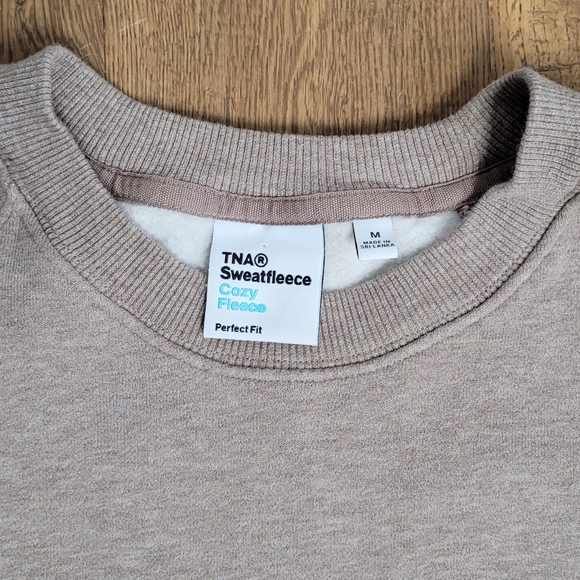 TNA®
Sweatfleece
Cozy
Fleece
Perfect Fit
M
MADE IN
SRI LANKA